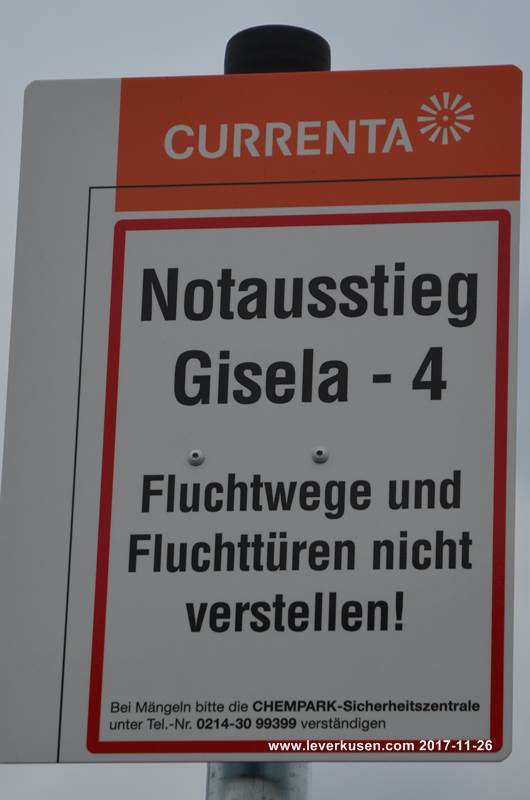 CURRENTA
Notausstieg
Gisela - 4
Fluchtwege und
Fluchttüren nicht
verstellen!
Bei Mängeln bitte die CHEMPARK-Sicherheitszentrale
unter Tel.-Nr. 0214-30 99399 verständigen
www.leverkusen.com 2017-11-26